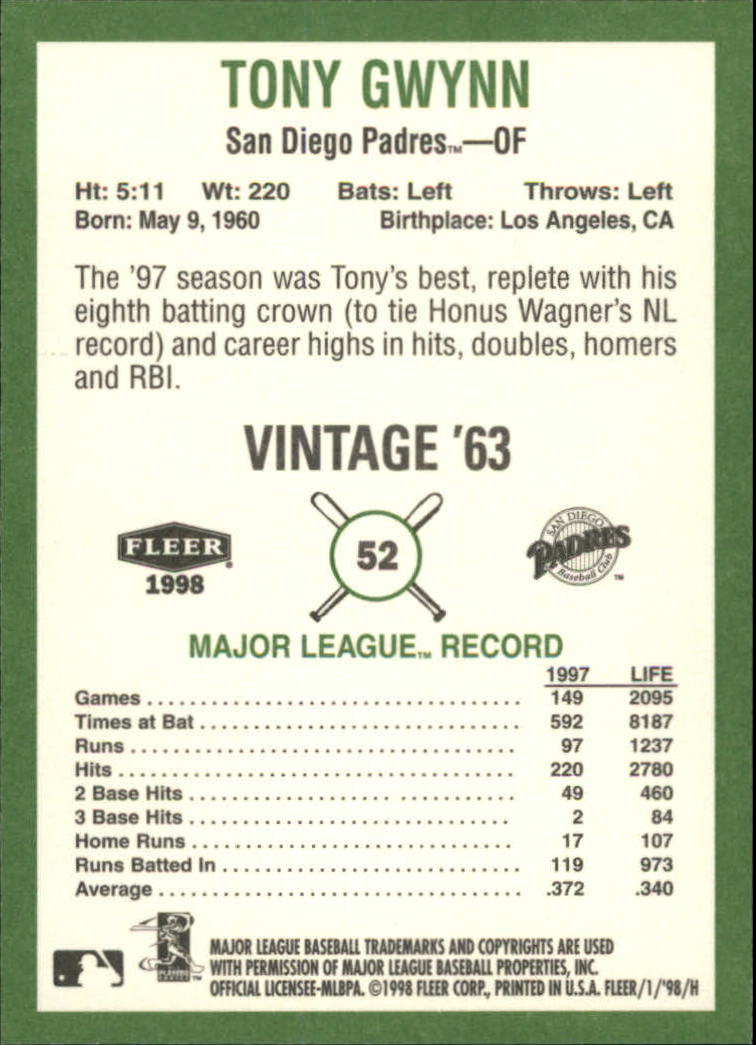 TONY GWYNN
San Diego Padres™—OF
Ht: 5:11 Wt: 220 Bats: Left Throws: Left
Born: May 9, 1960 Birthplace: Los Angeles, CA
The '97 season was Tony's best, replete with his
eighth batting crown (to tie Honus Wagner's NL
record) and career highs in hits, doubles, homers
and RBI.
VINTAGE '63
FLEER®
1998
52
SAN DIEGO
PADRES
Baseball Club™
MAJOR LEAGUE™ RECORD
1997 LIFE
Games 149 2095
Times at Bat 592 8187
Runs 97 1237
Hits 220 2780
2 Base Hits 49 460
3 Base Hits 2 84
Home Runs 17 107
Runs Batted In 119 973
Average .372 .340
PLAYERS
CHOICE™
MAJOR LEAGUE BASEBALL TRADEMARKS AND COPYRIGHTS ARE USED
WITH PERMISSION OF MAJOR LEAGUE BASEBALL PROPERTIES, INC.
OFFICIAL LICENSEE-MLBPA. ©1998 FLEER CORP., PRINTED IN U.S.A. FLEER/1/'98/H